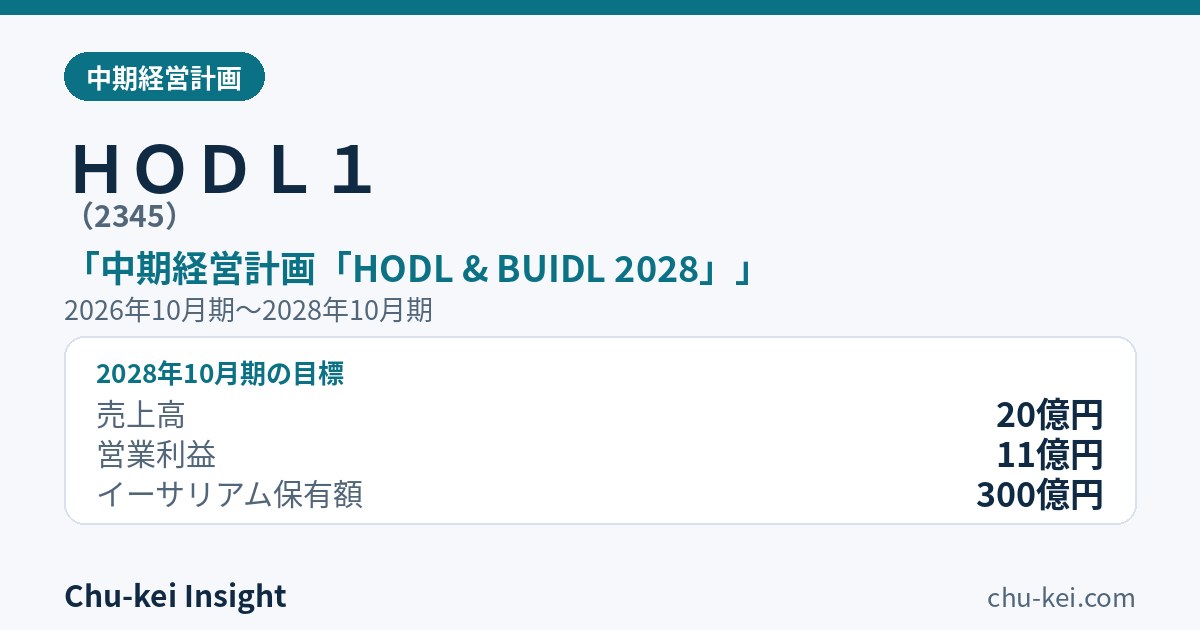 中期経営計画
ＨＯＤＬ１
（2345）
「中期経営計画「HODL & BUIDL 2028」」
2026年10月期～2028年10月期
2028年10月期の目標
売上高 20億円
営業利益 11億円
イーサリアム保有額 300億円
Chu-kei Insight chu-kei.com